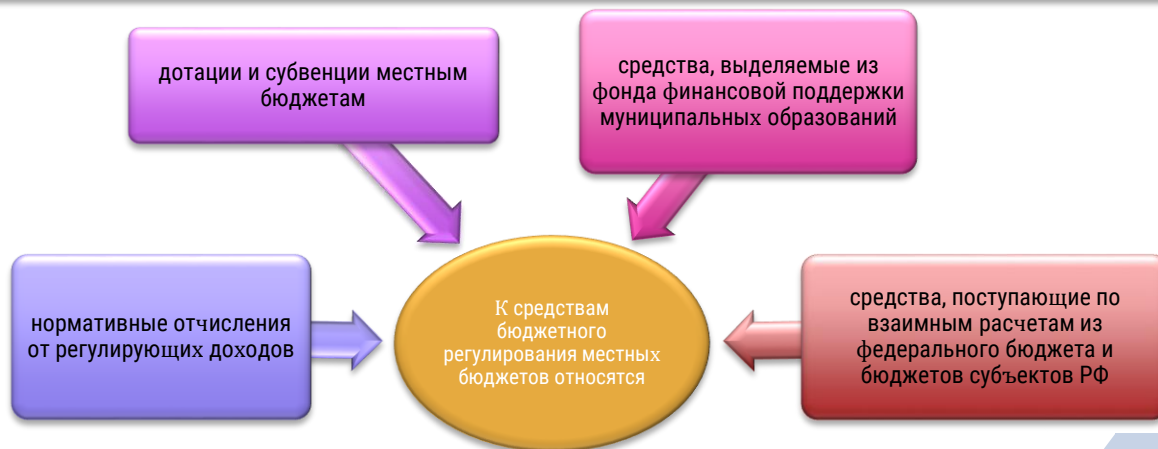 дотации и субвенции местным
бюджетам
средства, выделяемые из
фонда финансовой поддержки
муниципальных образований
нормативные отчисления
от регулирующих доходов
К средствам
бюджетного
регулирования местных
бюджетов относятся
средства, поступающие по
взаимным расчетам из
федерального бюджета и
бюджетов субъектов РФ